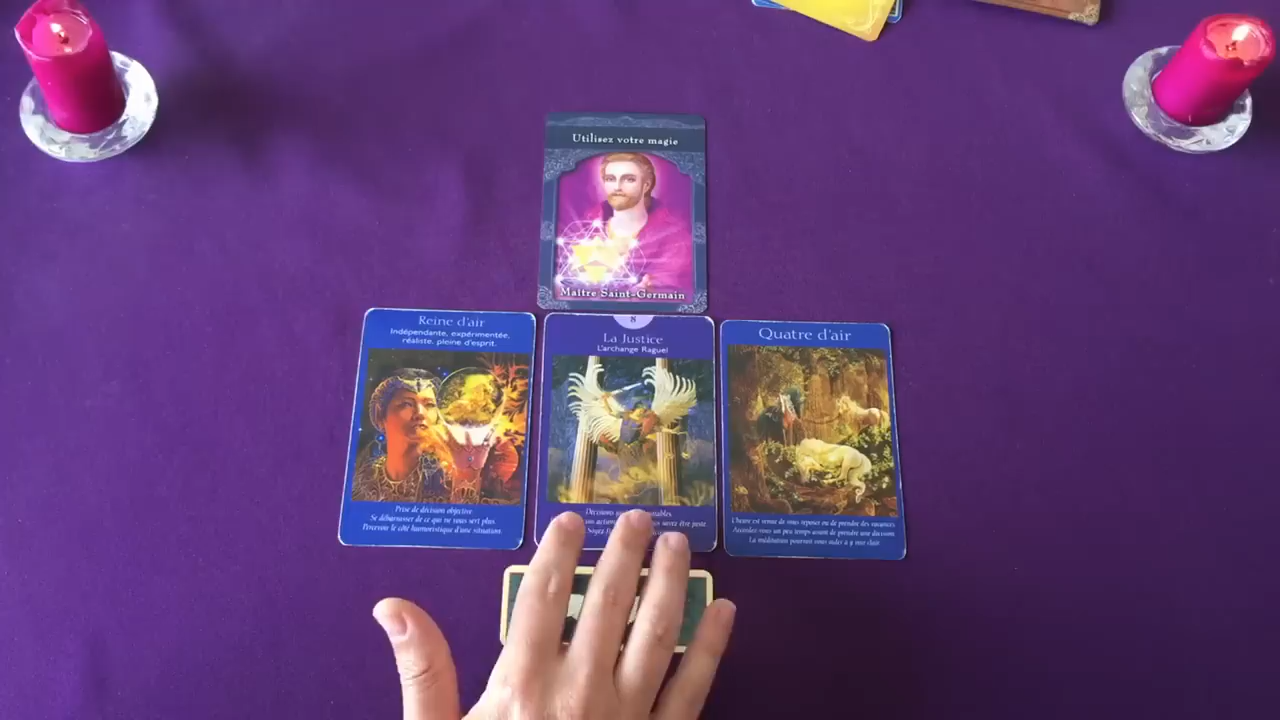 Utilisez votre magie
Maître Saint-Germain
Reine d'air
Indépendante, expérimentée,
réaliste, pleine d'esprit.
Prise de décision objective.
Se débarrasser de ce qui ne vous sert plus.
Percevoir le côté humoristique d'une situation.
8
La Justice
L'archange Raguel
Décisions
être juste
Quatre d'air
L'heure est venue de vous reposer ou de prendre des vacances.
Accordez-vous un peu temps avant de prendre une décision.
La méditation pourrait vous aider à y voir clair.